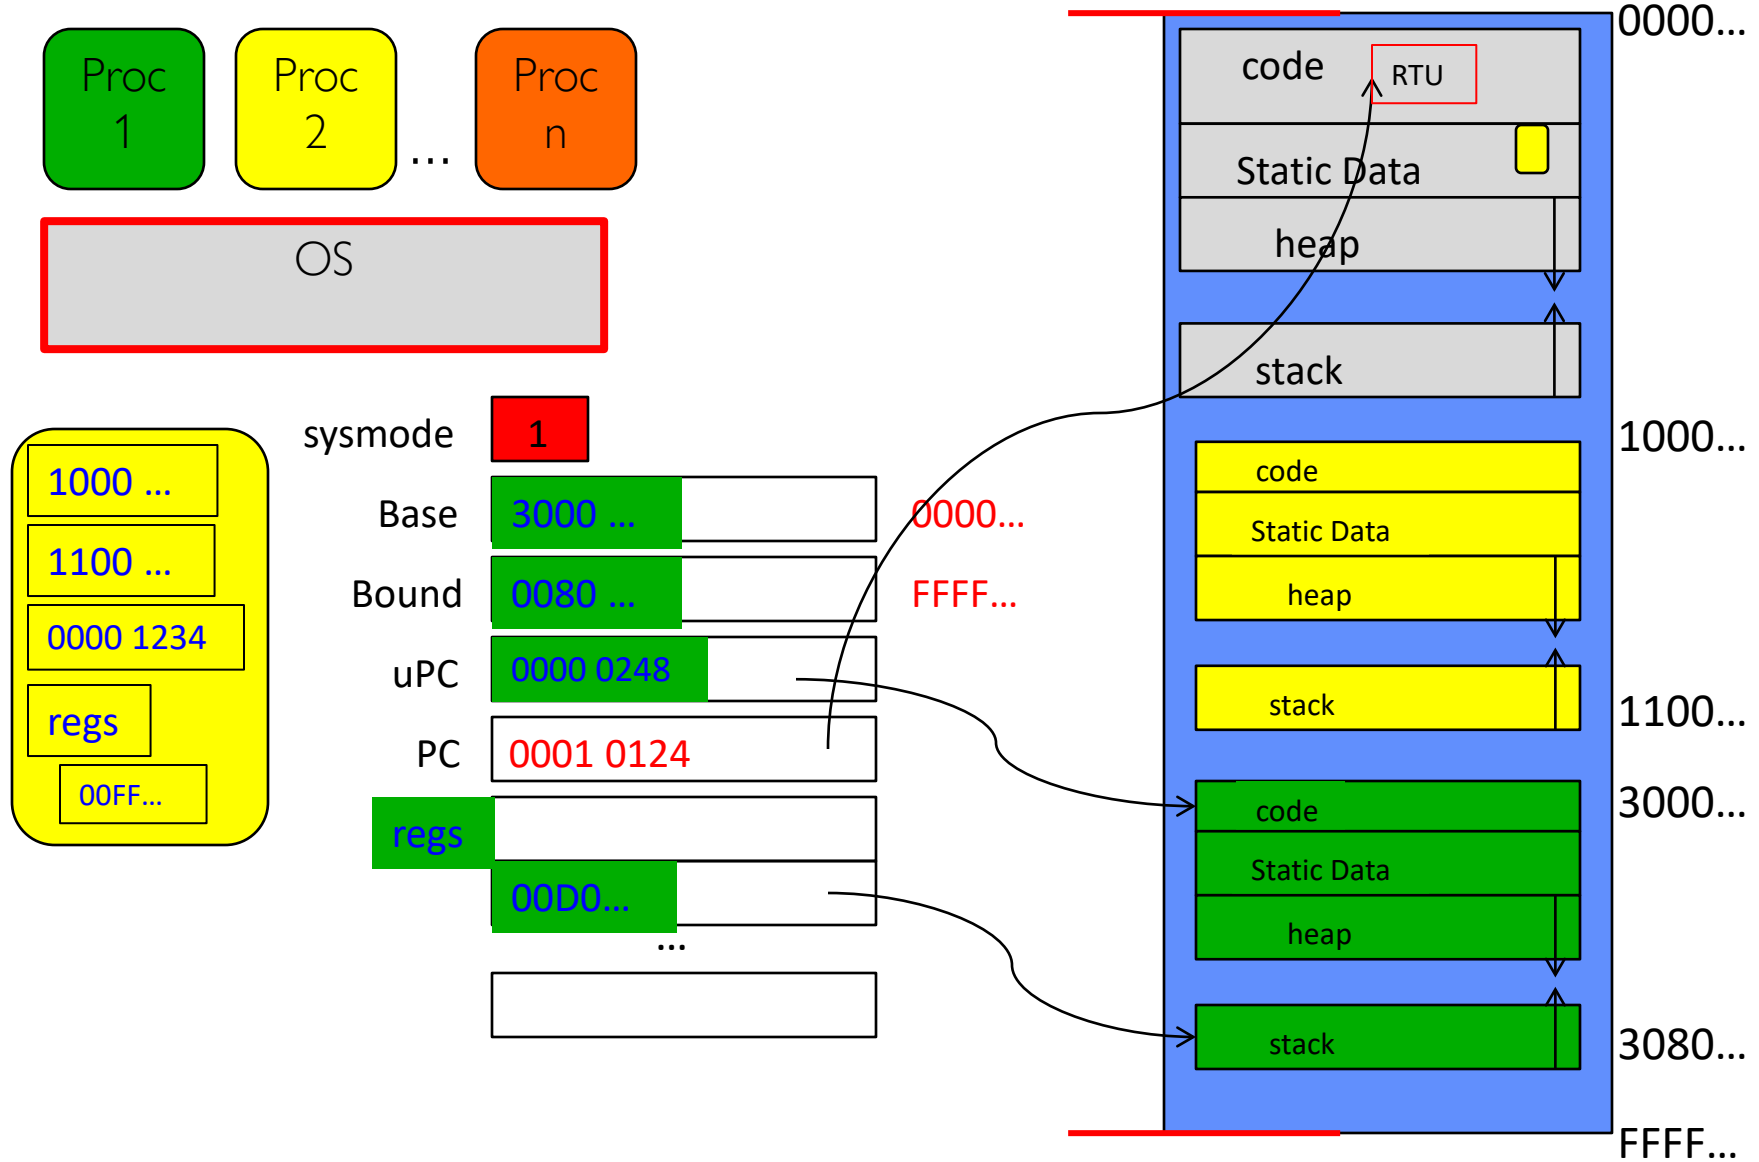 Proc
1
Proc
2
...
Proc
n
OS
1000 ...
1100 ...
0000 1234
regs
00FF...
sysmode 1
Base 3000 ... 0000...
Bound 0080 ... FFFF...
uPC 0000 0248
PC 0001 0124
regs
00D0...
...
code RTU
Static Data
heap
stack
code
Static Data
heap
stack
code
Static Data
heap
stack
0000...
1000...
1100...
3000...
3080...
FFFF...